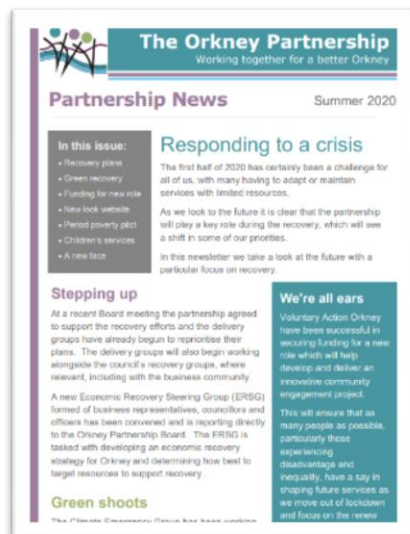 The Orkney Partnership
Working together for a better Orkney
Partnership News
Summer 2020
In this issue:
• Recovery plans
• Green recovery
• Funding for new role
• New look website
• Period poverty pilot
• Children's services
• A new face
Responding to a crisis
The first half of 2020 has certainly been a challenge for
all of us, with many having to adapt or maintain
services with limited resources.
As we look to the future it is clear that the partnership
will play a key role during the recovery, which will see
a shift in some of our priorities.
In this newsletter we take a look at the future with a
particular focus on recovery.
Stepping up
At a recent Board meeting the partnership agreed
to support the recovery efforts and the delivery
groups have already begun to reprioritise their
plans. The delivery groups will also begin working
alongside the council's recovery groups, where
relevant, including with the business community.
A new Economic Recovery Steering Group (ERSG)
formed of business representatives, councillors and
officers has been convened and is reporting directly
to the Orkney Partnership Board. The ERSG is
tasked with developing an economic recovery
strategy for Orkney and determining how best to
target resources to support recovery.
Green shoots
The Climate Emergency Group has been working
We're all ears
Voluntary Action Orkney
have been successful in
securing funding for a new
role which will help
develop and deliver an
innovative community
engagement project.
This will ensure that as
many people as possible,
particularly those
experiencing
disadvantage and
inequality, have a say in
shaping future services as
we move out of lockdown
and focus on the renew